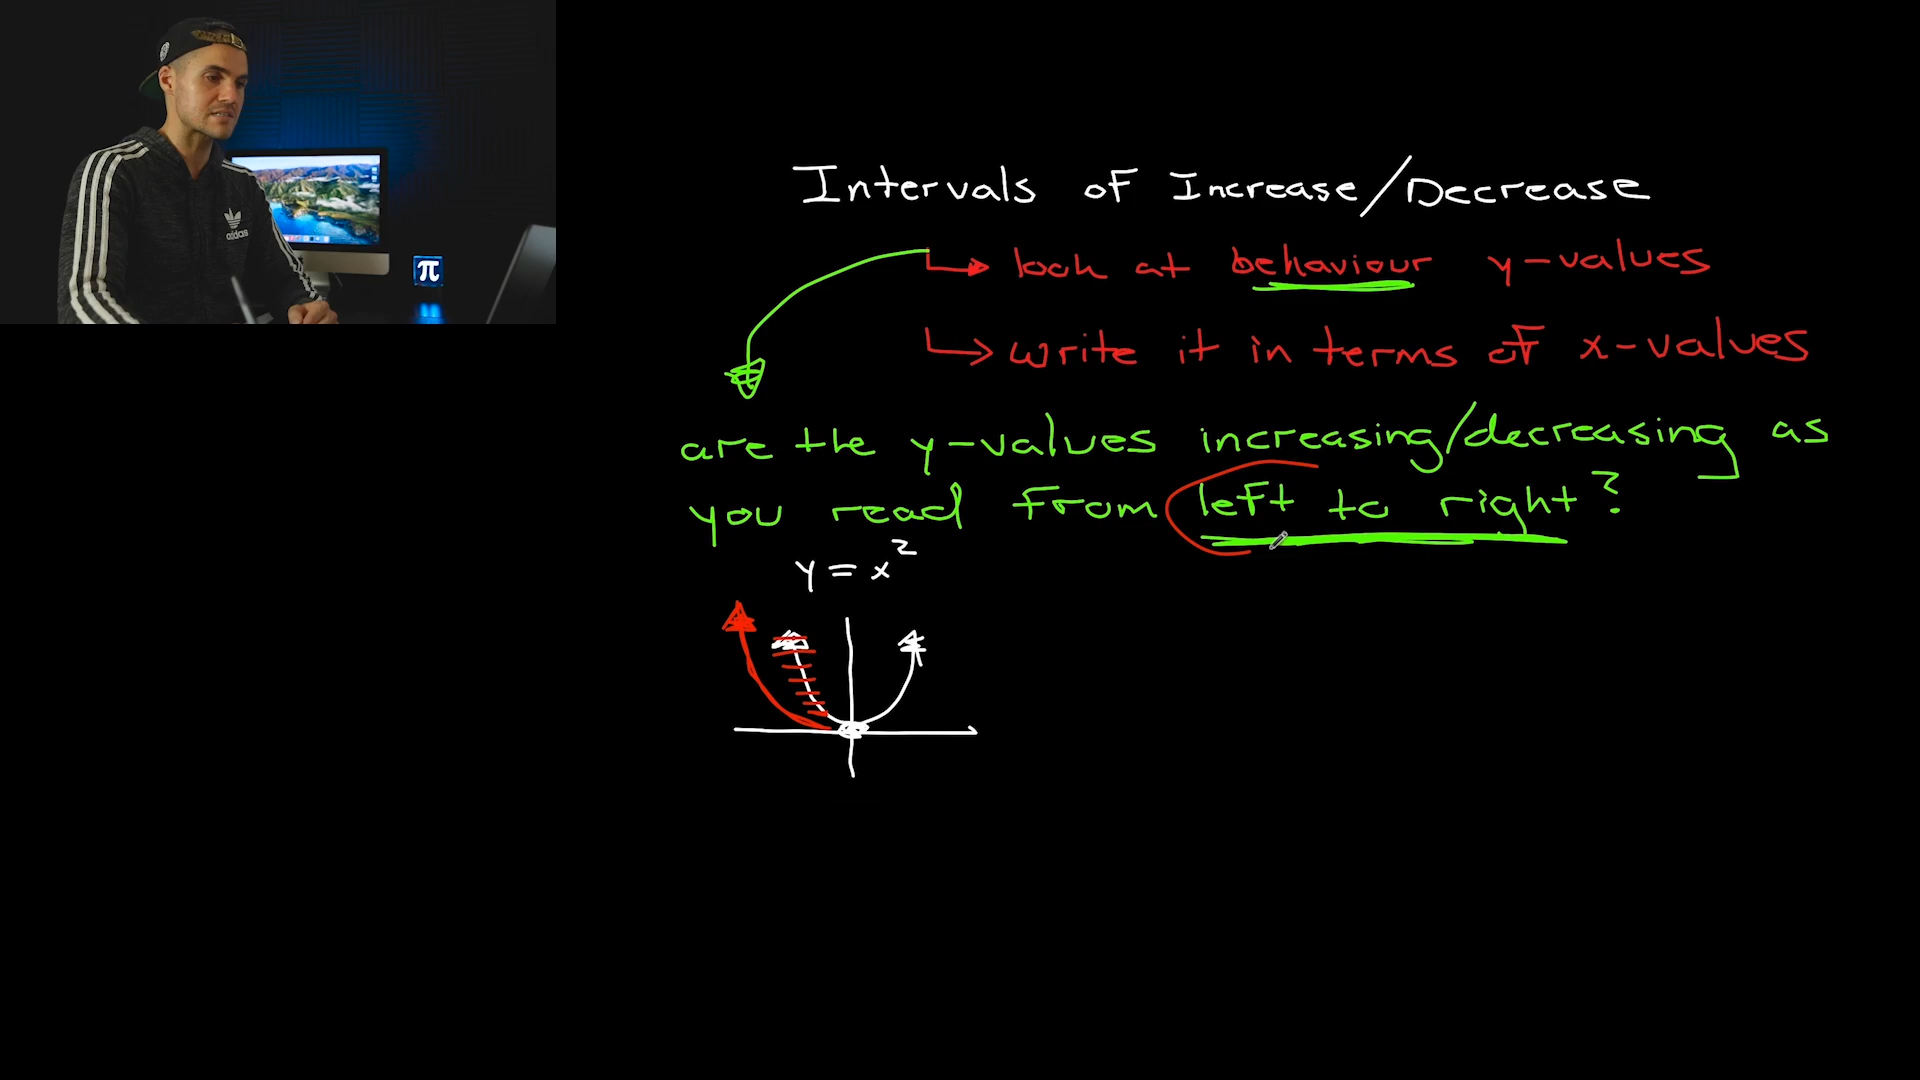 adidas
π
Intervals of Increase/Decrease
↳ look at behaviour y-values
↳ write it in terms of x-values
are the y-values increasing/decreasing as
you read from left to right?
y = x²